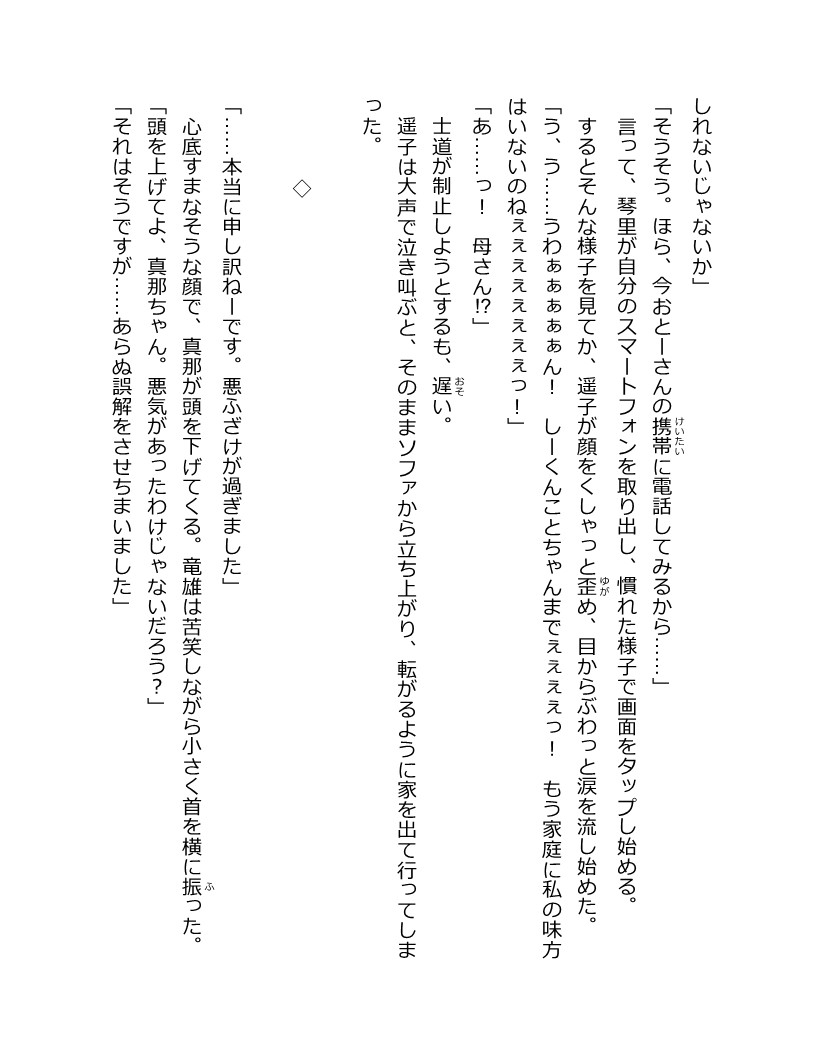 しれないじゃないか」
「そうそう。ほら、今おとーさんの携帯に電話してみるから……」
　言って、琴里が自分のスマートフォンを取り出し、慣れた様子で画面をタップし始める。
　するとそんな様子を見てか、遥子が顔をくしゃっと歪め、目からぶわっと涙を流し始めた。
「う、う……うわぁぁぁぁぁん！　しーくんことちゃんまでぇぇぇぇっ！　もう家庭に私の味方
はいないのねぇぇぇぇぇぇぇぇっ！」
「あ……っ！　母さん!?」
　士道が制止しようとするも、遅い。
　遥子は大声で泣き叫ぶと、そのままソファから立ち上がり、転がるように家を出て行ってしま
った。
◇
「……本当に申し訳ねーです。悪ふざけが過ぎました」
　心底すまなそうな顔で、真那が頭を下げてくる。竜雄は苦笑しながら小さく首を横に振った。
「頭を上げてよ、真那ちゃん。悪気があったわけじゃないだろう？」
「それはそうですが……あらぬ誤解をさせちまいました」